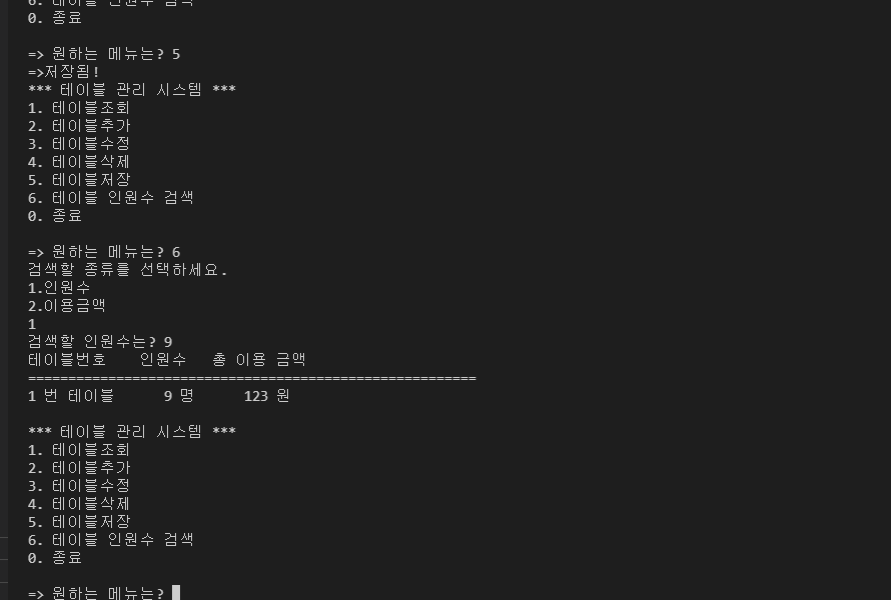 6. 테이블 인원수 검색
0. 종료
=> 원하는 메뉴는? 5
=>저장됨!
*** 테이블 관리 시스템 ***
1. 테이블조회
2. 테이블추가
3. 테이블수정
4. 테이블삭제
5. 테이블저장
6. 테이블 인원수 검색
0. 종료
=> 원하는 메뉴는? 6
검색할 종류를 선택하세요.
1.인원수
2.이용금액
1
검색할 인원수는? 9
테이블번호 인원수 총 이용 금액
========================================================
1 번 테이블 9 명 123 원
*** 테이블 관리 시스템 ***
1. 테이블조회
2. 테이블추가
3. 테이블수정
4. 테이블삭제
5. 테이블저장
6. 테이블 인원수 검색
0. 종료
=> 원하는 메뉴는?